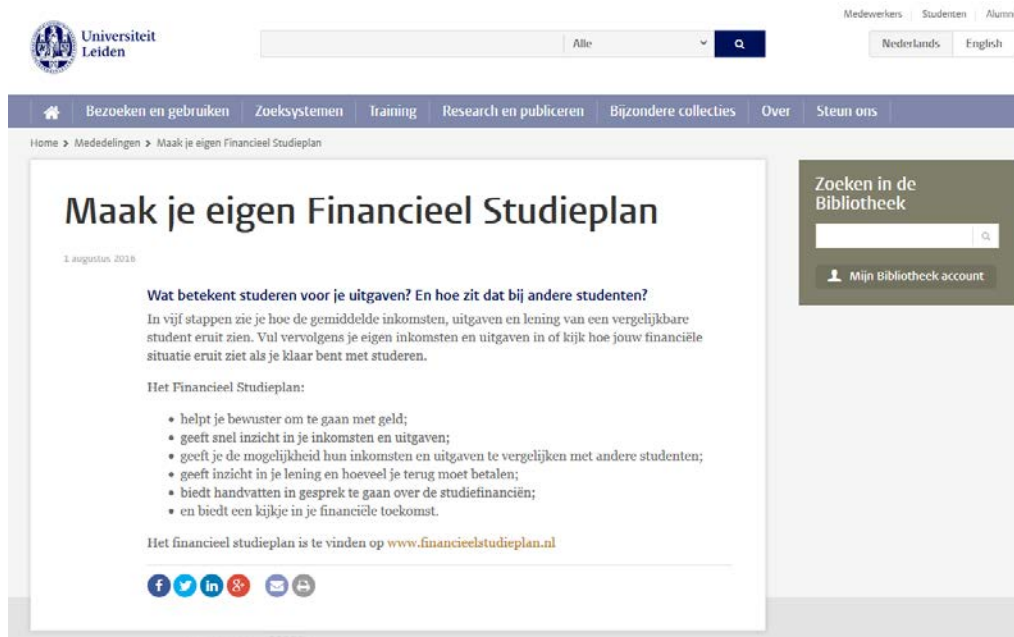 Medewerkers Studenten Alumni
Universiteit
Leiden
Alle
Nederlands English
Bezoeken en gebruiken Zoeksystemen Training Research en publiceren Bijzondere collecties Over Steun ons
Home > Mededelingen > Maak je eigen Financieel Studieplan
Maak je eigen Financieel Studieplan
1 augustus 2016
Wat betekent studeren voor je uitgaven? En hoe zit dat bij andere studenten?
In vijf stappen zie je hoe de gemiddelde inkomsten, uitgaven en lening van een vergelijkbare
student eruit zien. Vul vervolgens je eigen inkomsten en uitgaven in of kijk hoe jouw financiële
situatie eruit ziet als je klaar bent met studeren.
Het Financieel Studieplan:
• helpt je bewuster om te gaan met geld;
• geeft snel inzicht in je inkomsten en uitgaven;
• geeft je de mogelijkheid hun inkomsten en uitgaven te vergelijken met andere studenten;
• geeft inzicht in je lening en hoeveel je terug moet betalen;
• biedt handvatten in gesprek te gaan over de studiefinanciën;
• en biedt een kijkje in je financiële toekomst.
Het financieel studieplan is te vinden op www.financieelstudieplan.nl
Zoeken in de
Bibliotheek
Mijn Bibliotheek account